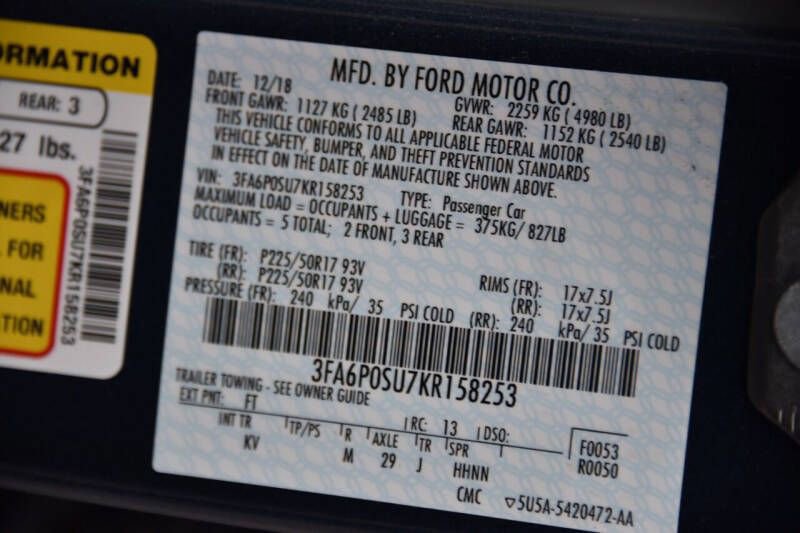 RMATION
REAR: 3
27 lbs.
NERS
L FOR
NAL
TION
3FA6P0SU7KR158253
MFD. BY FORD MOTOR CO.
DATE: 12/18 GVWR: 2259 KG ( 4980 LB)
FRONT GAWR: 1127 KG ( 2485 LB) REAR GAWR: 1152 KG ( 2540 LB)
THIS VEHICLE CONFORMS TO ALL APPLICABLE FEDERAL MOTOR
VEHICLE SAFETY, BUMPER, AND THEFT PREVENTION STANDARDS
IN EFFECT ON THE DATE OF MANUFACTURE SHOWN ABOVE.
VIN: 3FA6P0SU7KR158253 TYPE: Passenger Car
MAXIMUM LOAD = OCCUPANTS + LUGGAGE = 375KG/ 827LB
OCCUPANTS = 5 TOTAL; 2 FRONT, 3 REAR
TIRE (FR): P225/50R17 93V RIMS (FR): 17x7.5J
(RR): P225/50R17 93V (RR): 17x7.5J
PRESSURE (FR): 240 kPa/ 35 PSI COLD (RR): 240 kPa/ 35 PSI COLD
3FA6P0SU7KR158253
TRAILER TOWING - SEE OWNER GUIDE
EXT PNT: FT RC: 13 DSO: F0053
INT TR TP/PS R AXLE TR SPR R0050
KV M 29 J HHNN
CMC ▽5U5A-5420472-AA